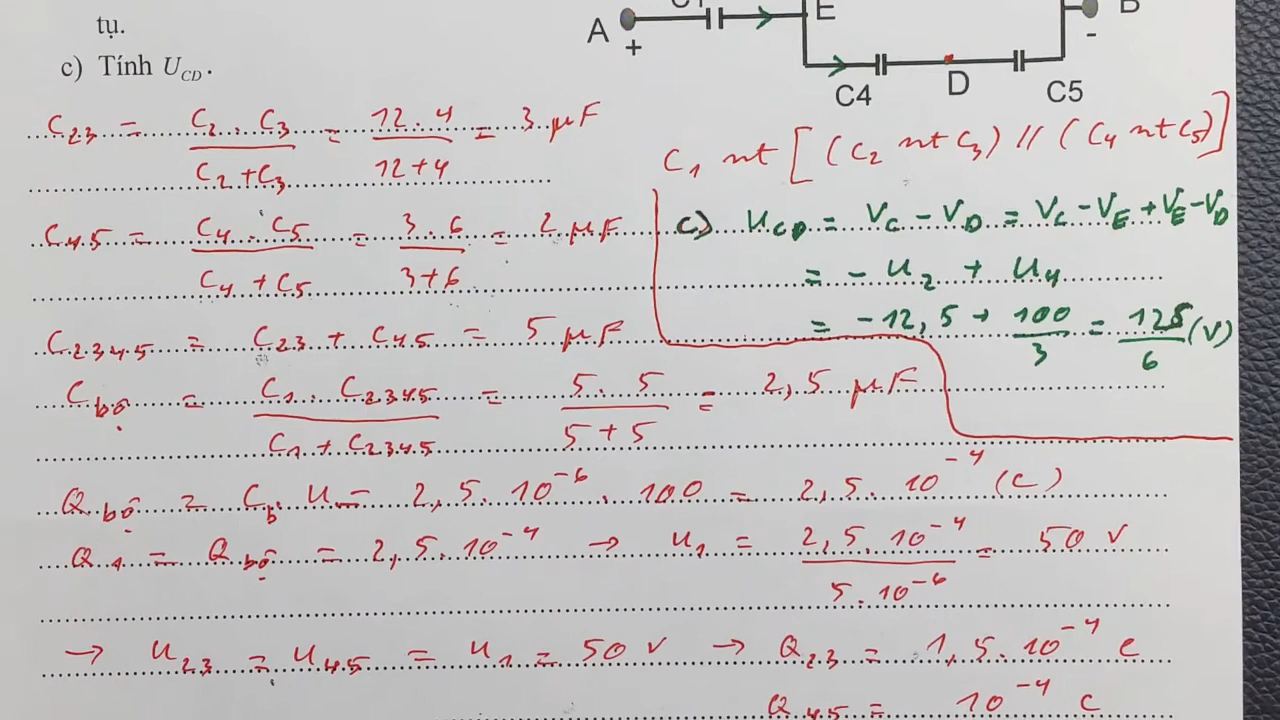 tụ.
c) Tính U_CD.
C1
A
+
E
B
-
C4
D
C5
C₂₃ = C₂ . C₃ / C₂ + C₃ = 12 . 4 / 12 + 4 = 3 μF
C₁ nt [(C₂ nt C₃) // (C₄ nt C₅)]
C₄₅ = C₄ . C₅ / C₄ + C₅ = 3 . 6 / 3 + 6 = 2 μF
c) U_CD = V_C - V_D = V_C - V_E + V_E - V_D
= - U₂ + U₄
= -12,5 + 100/3 = 125/6 (V)
C₂₃₄₅ = C₂₃ + C₄₅ = 5 μF
C_bộ = C₁ . C₂₃₄₅ / C₁ + C₂₃₄₅ = 5 . 5 / 5 + 5 = 2,5 μF
Q_bộ = C_b . U = 2,5 . 10⁻⁶ . 100 = 2,5 . 10⁻⁴ (C)
Q₁ = Q_bộ = 2,5 . 10⁻⁴ → U₁ = 2,5 . 10⁻⁴ / 5 . 10⁻⁶ = 50 V
→ U₂₃ = U₄₅ = U₁ = 50 V → Q₂₃ = 1,5 . 10⁻⁴ C
Q₄₅ = 10⁻⁴ C